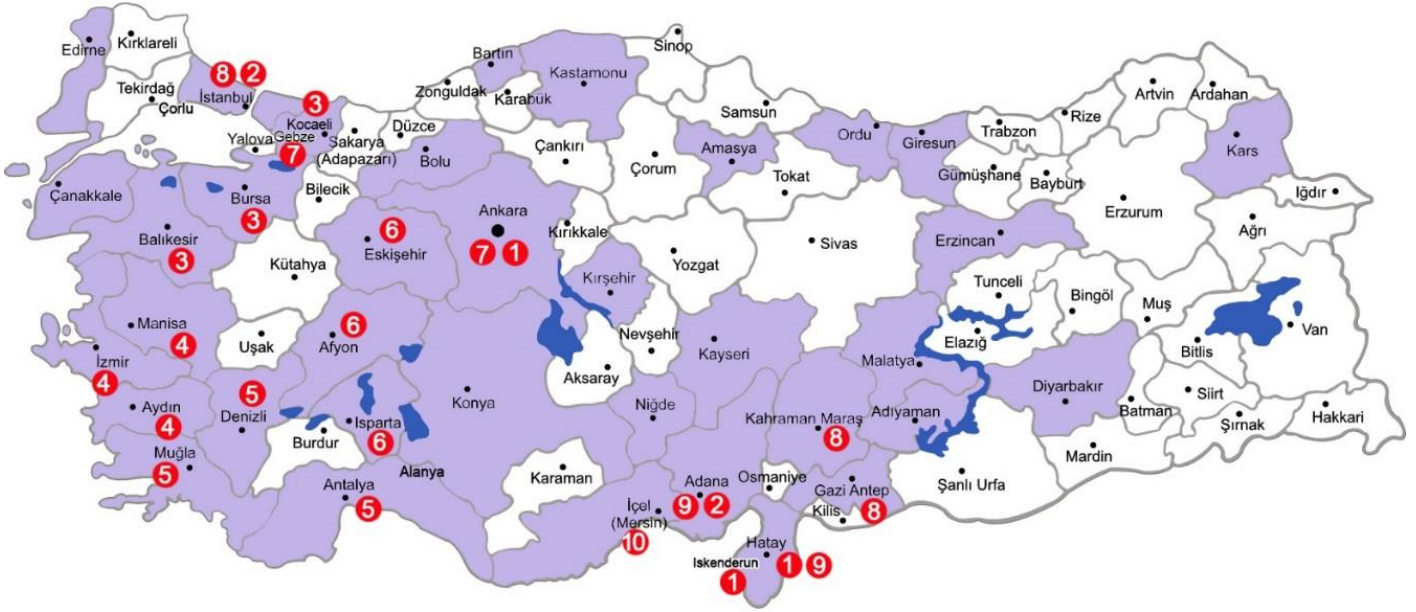 Edirne
Kırklareli
Tekirdağ
Çorlu
8 2
İstanbul
3
Kocaeli
Gebze
7
Yalova
Sakarya
(Adapazarı)
Düzce
Zonguldak
Bartın
Karabük
Kastamonu
Sinop
Samsun
Ordu
Giresun
Trabzon
Rize
Artvin
Ardahan
Kars
Iğdır
Çanakkale
Bursa
3
Bilecik
Bolu
Çankırı
Çorum
Amasya
Tokat
Gümüşhane
Bayburt
Erzurum
Ağrı
Balıkesir
3
Kütahya
6
Eskişehir
Ankara
7 1
Kırıkkale
Kırşehir
Yozgat
Sivas
Erzincan
Tunceli
Bingöl
Muş
Van
Manisa
4
Uşak
6
Afyon
Nevşehir
Kayseri
Malatya
Elazığ
Bitlis
İzmir
4
Aydın
4
5
Denizli
Burdur
Isparta
6
Konya
Aksaray
Niğde
Kahraman Maraş
8
Adıyaman
Diyarbakır
Batman
Siirt
Şırnak
Hakkari
Muğla
5
Antalya
5
Alanya
Karaman
İçel
(Mersin)
10
Adana
9 2
Osmaniye
Gazi Antep
8
Kilis
Şanlı Urfa
Mardin
Iskenderun
1
Hatay
1 9